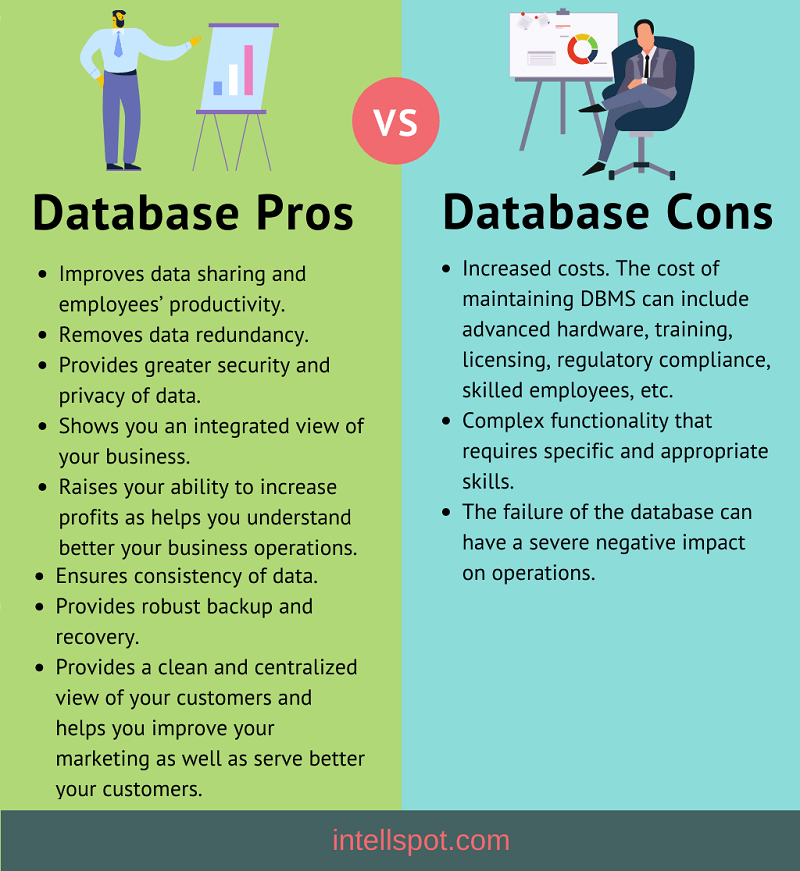 VS
Database Pros
• Improves data sharing and
employees’ productivity.
• Removes data redundancy.
• Provides greater security and
privacy of data.
• Shows you an integrated view of
your business.
• Raises your ability to increase
profits as helps you understand
better your business operations.
• Ensures consistency of data.
• Provides robust backup and
recovery.
• Provides a clean and centralized
view of your customers and
helps you improve your
marketing as well as serve better
your customers.
Database Cons
• Increased costs. The cost of
maintaining DBMS can include
advanced hardware, training,
licensing, regulatory compliance,
skilled employees, etc.
• Complex functionality that
requires specific and appropriate
skills.
• The failure of the database can
have a severe negative impact
on operations.
intellspot.com